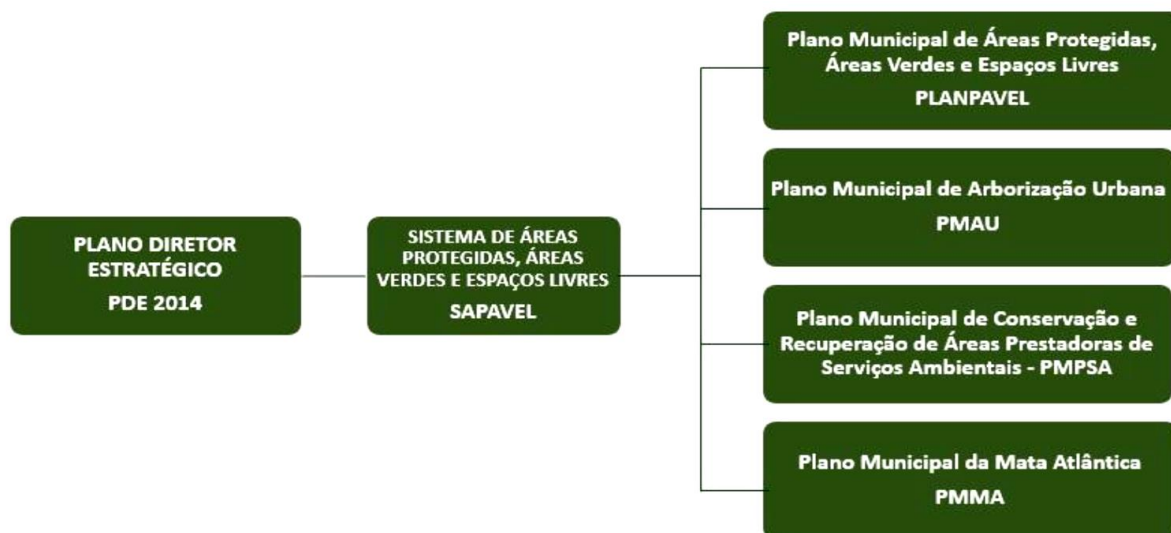 PLANO DIRETOR
ESTRATÉGICO
PDE 2014
SISTEMA DE ÁREAS
PROTEGIDAS, ÁREAS
VERDES E ESPAÇOS LIVRES
SAPAVEL
Plano Municipal de Áreas Protegidas,
Áreas Verdes e Espaços Livres
PLANPAVEL
Plano Municipal de Arborização Urbana
PMAU
Plano Municipal de Conservação e
Recuperação de Áreas Prestadoras de
Serviços Ambientais - PMPSA
Plano Municipal da Mata Atlântica
PMMA